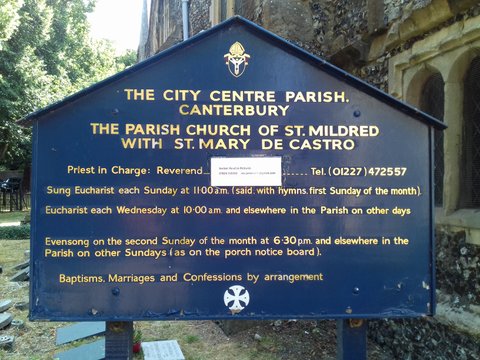 THE CITY CENTRE PARISH.
CANTERBURY
THE PARISH CHURCH OF ST. MILDRED
WITH ST. MARY DE CASTRO
Priest in Charge: Reverend Tel. (01227) 472557
Sung Eucharist each Sunday at 11·00 a.m. (said, with hymns, first Sunday of the month).
Eucharist each Wednesday at 10·00 a.m. and elsewhere in the Parish on other days
Evensong on the second Sunday of the month at 6·30 p.m. and elsewhere in the
Parish on other Sundays (as on the porch notice board).
Baptisms, Marriages and Confessions by arrangement